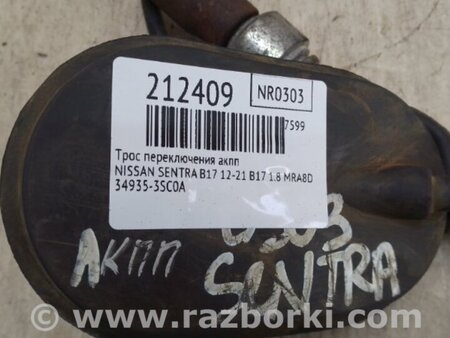 212409
NR0303
7599
Трос переключения акпп
NISSAN SENTRA B17 12-21 B17 1.8 MRA8D
34935-3SC0A
0303
АКПП
SENTRA
www.razborki.com